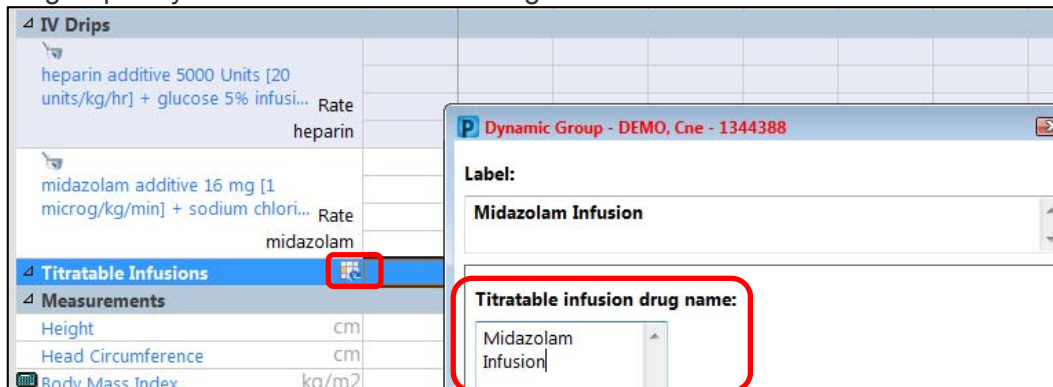 IV Drips
heparin additive 5000 Units [20
units/kg/hr] + glucose 5% infusi... Rate
heparin
midazolam additive 16 mg [1
microg/kg/min] + sodium chlori... Rate
midazolam
Titratable Infusions
Measurements
Height cm
Head Circumference cm
Body Mass Index kg/m2
P Dynamic Group - DEMO, Cne - 1344388
Label:
Midazolam Infusion
Titratable infusion drug name:
Midazolam
Infusion